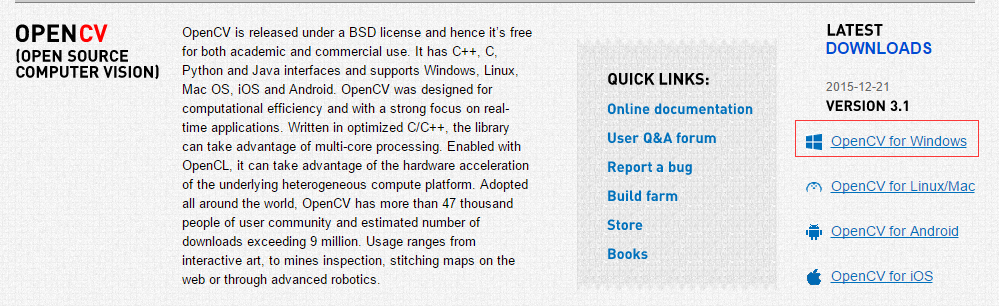 OPENCV
(OPEN SOURCE
COMPUTER VISION)
OpenCV is released under a BSD license and hence it's free
for both academic and commercial use. It has C++, C,
Python and Java interfaces and supports Windows, Linux,
Mac OS, iOS and Android. OpenCV was designed for
computational efficiency and with a strong focus on real-
time applications. Written in optimized C/C++, the library
can take advantage of multi-core processing. Enabled with
OpenCL, it can take advantage of the hardware acceleration
of the underlying heterogeneous compute platform. Adopted
all around the world, OpenCV has more than 47 thousand
people of user community and estimated number of
downloads exceeding 9 million. Usage ranges from
interactive art, to mines inspection, stitching maps on the
web or through advanced robotics.
QUICK LINKS:
Online documentation
User Q&A forum
Report a bug
Build farm
Store
Books
LATEST
DOWNLOADS
2015-12-21
VERSION 3.1
OpenCV for Windows
OpenCV for Linux/Mac
OpenCV for Android
OpenCV for iOS